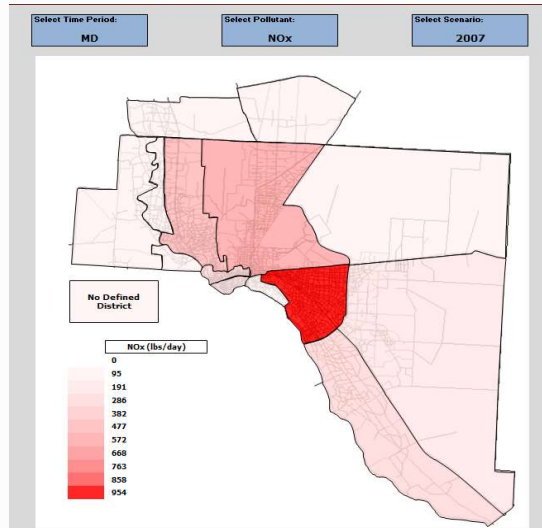 Select Time Period:
MD
Select Pollutant:
NOx
Select Scenario:
2007
No Defined
District
NOx (lbs/day)
0
95
191
286
382
477
572
668
763
858
954